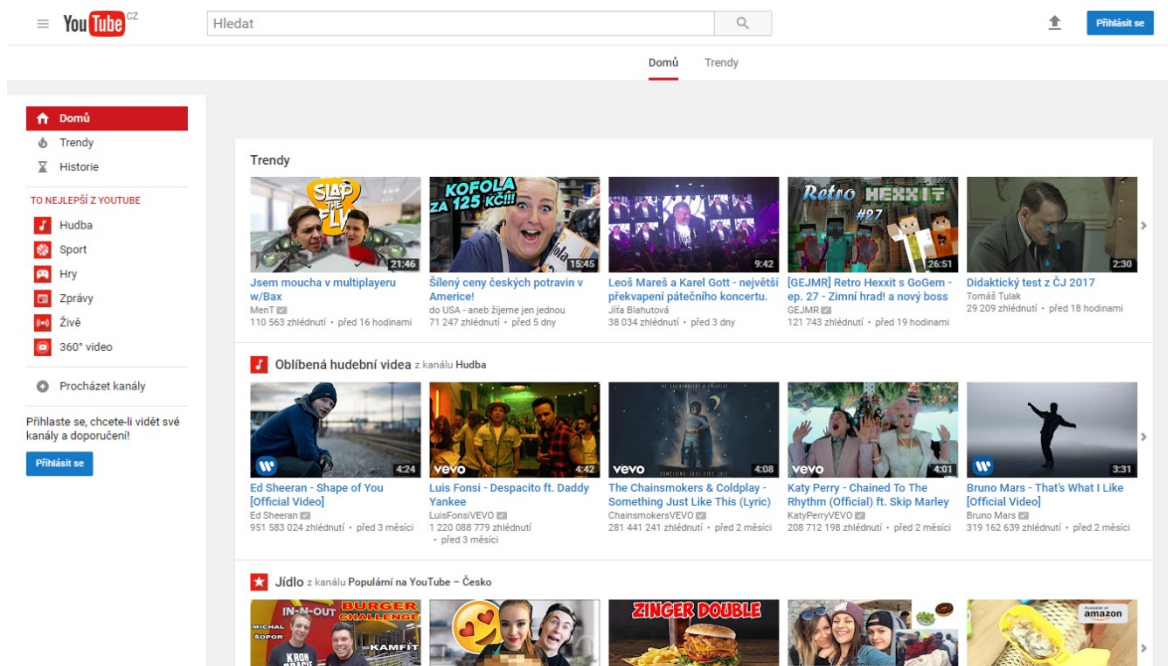 YouTube CZ
Hledat
Přihlásit se
Domů Trendy
Domů
Trendy
Historie
TO NEJLEPŠÍ Z YOUTUBE
Hudba
Sport
Hry
Zprávy
Živě
360° video
Procházet kanály
Přihlaste se, chcete-li vidět své
kanály a doporučení!
Přihlásit se
Trendy
SLAP
THE
FLY
21:46
Jsem moucha v multiplayeru
w/Bax
MenT
110 563 zhlédnutí • před 16 hodinami
KOFOLA
ZA 125 KČ!!!
15:45
Šílený ceny českých potravin v
Americe!
do USA - aneb žijeme jen jednou
71 247 zhlédnutí • před 5 dny
9:42
Leoš Mareš a Karel Gott - největší
překvapení pátečního koncertu.
Jíťa Blahutová
38 034 zhlédnutí • před 3 dny
Retro HEXXIT
#27
26:51
[GEJMR] Retro Hexxit s GoGem -
ep. 27 - Zimní hrad! a nový boss
GEJMR
121 743 zhlédnutí • před 19 hodinami
2:30
Didaktický test z ČJ 2017
Tomáš Tulak
29 209 zhlédnutí • před 18 hodinami
Oblíbená hudební videa z kanálu Hudba
4:24
Ed Sheeran - Shape of You
[Official Video]
Ed Sheeran
951 583 024 zhlédnutí • před 3 měsíci
vevo
4:42
Luis Fonsi - Despacito ft. Daddy
Yankee
LuisFonsiVEVO
1 220 088 779 zhlédnutí
• před 3 měsíci
THE CHAINSMOKERS & COLDPLAY
SOMETHING JUST LIKE THIS
vevo
4:08
The Chainsmokers & Coldplay -
Something Just Like This (Lyric)
ChainsmokersVEVO
281 441 241 zhlédnutí • před 2 měsíci
vevo
4:01
Katy Perry - Chained To The
Rhythm (Official) ft. Skip Marley
KatyPerryVEVO
208 712 198 zhlédnutí • před 2 měsíci
3:31
Bruno Mars - That's What I Like
[Official Video]
Bruno Mars
319 162 639 zhlédnutí • před 2 měsíci
Jídlo z kanálu Populární na YouTube – Česko
IN-N-OUT BURGER
CHALLENGE
MICHAL
ŠOPOR
KAMFÍT
ZINGER DOUBLE
amazon